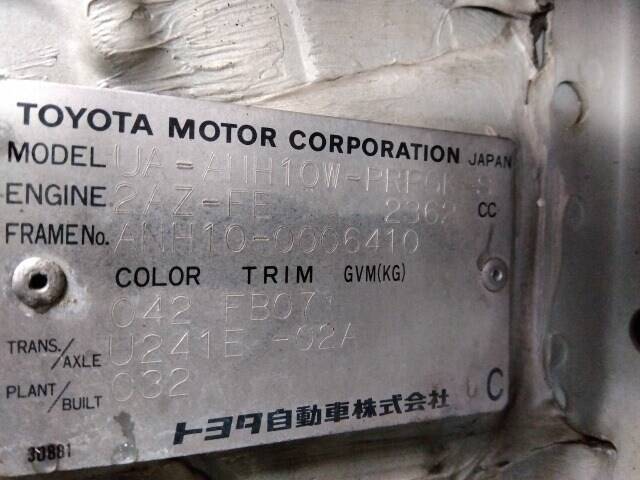 TOYOTA MOTOR CORPORATION JAPAN
MODEL UA-ANH10W-PRPGK-S
ENGINE 2AZ-FE 2362 CC
FRAME No. ANH10-0006410
COLOR TRIM GVM(KG)
042 FB07
TRANS./AXLE U241E -02A
PLANT/BUILT 032
C
トヨタ自動車株式会社
30881